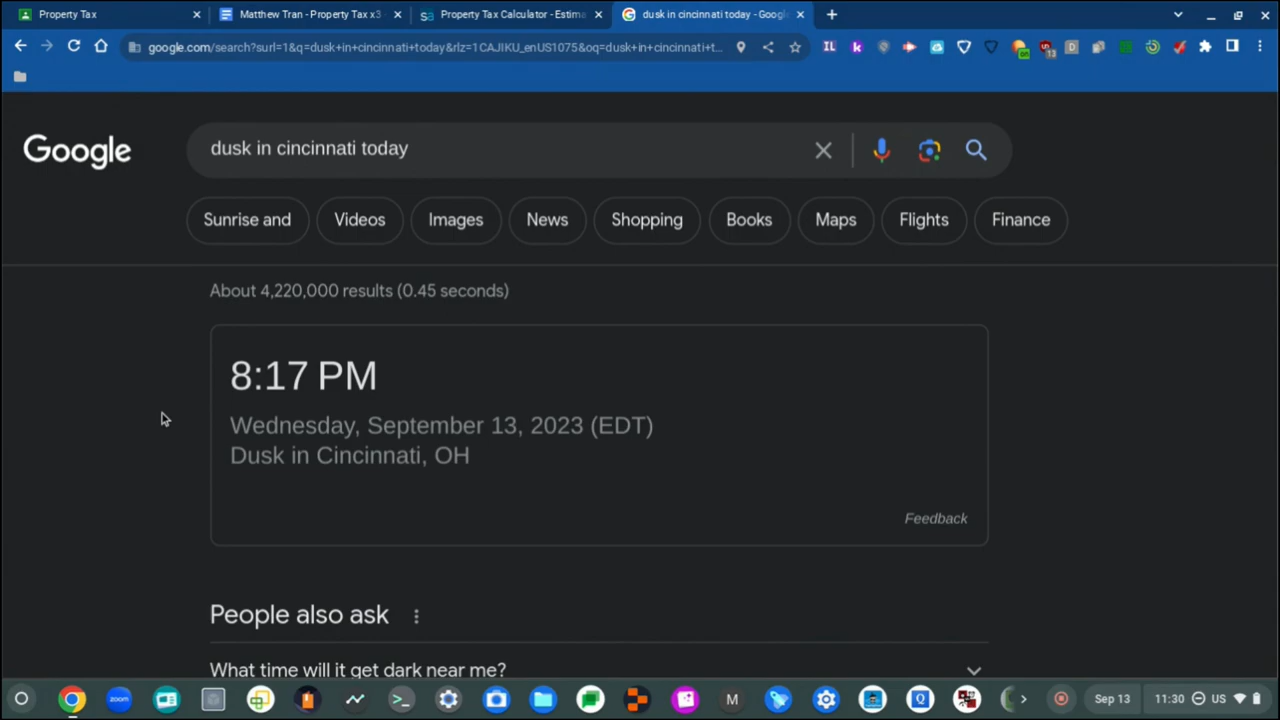 Property Tax
Matthew Tran - Property Tax x3
Property Tax Calculator - Estima
dusk in cincinnati today - Googl
google.com/search?surl=1&q=dusk+in+cincinnati+today&rlz=1CAJIKU_enUS1075&oq=dusk+in+cincinnati+t...
Google
dusk in cincinnati today
Sunrise and
Videos
Images
News
Shopping
Books
Maps
Flights
Finance
About 4,220,000 results (0.45 seconds)
8:17 PM
Wednesday, September 13, 2023 (EDT)
Dusk in Cincinnati, OH
Feedback
People also ask
What time will it get dark near me?
zoom
M
Q
Sep 13
11:30
US